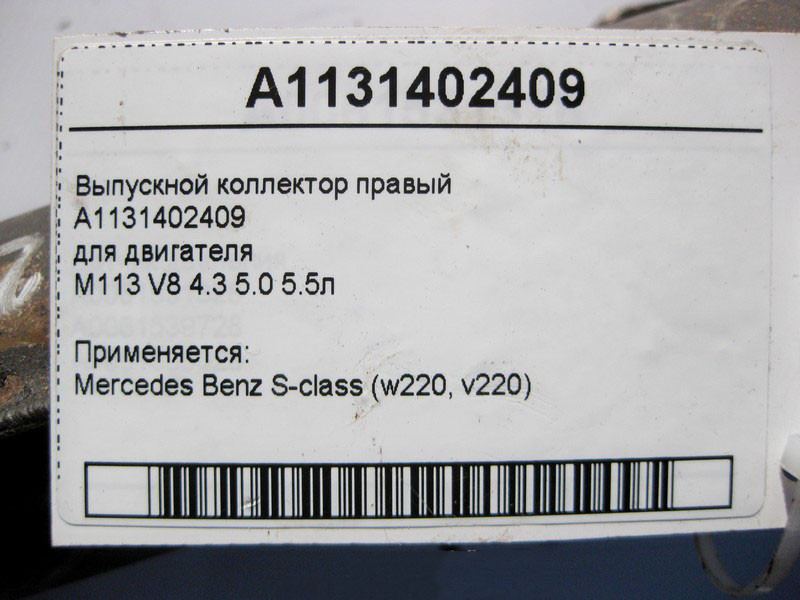 A1131402409
Выпускной коллектор правый
A1131402409
для двигателя
M113 V8 4.3 5.0 5.5л
A0061539728
Применяется:
Mercedes Benz S-class (w220, v220)